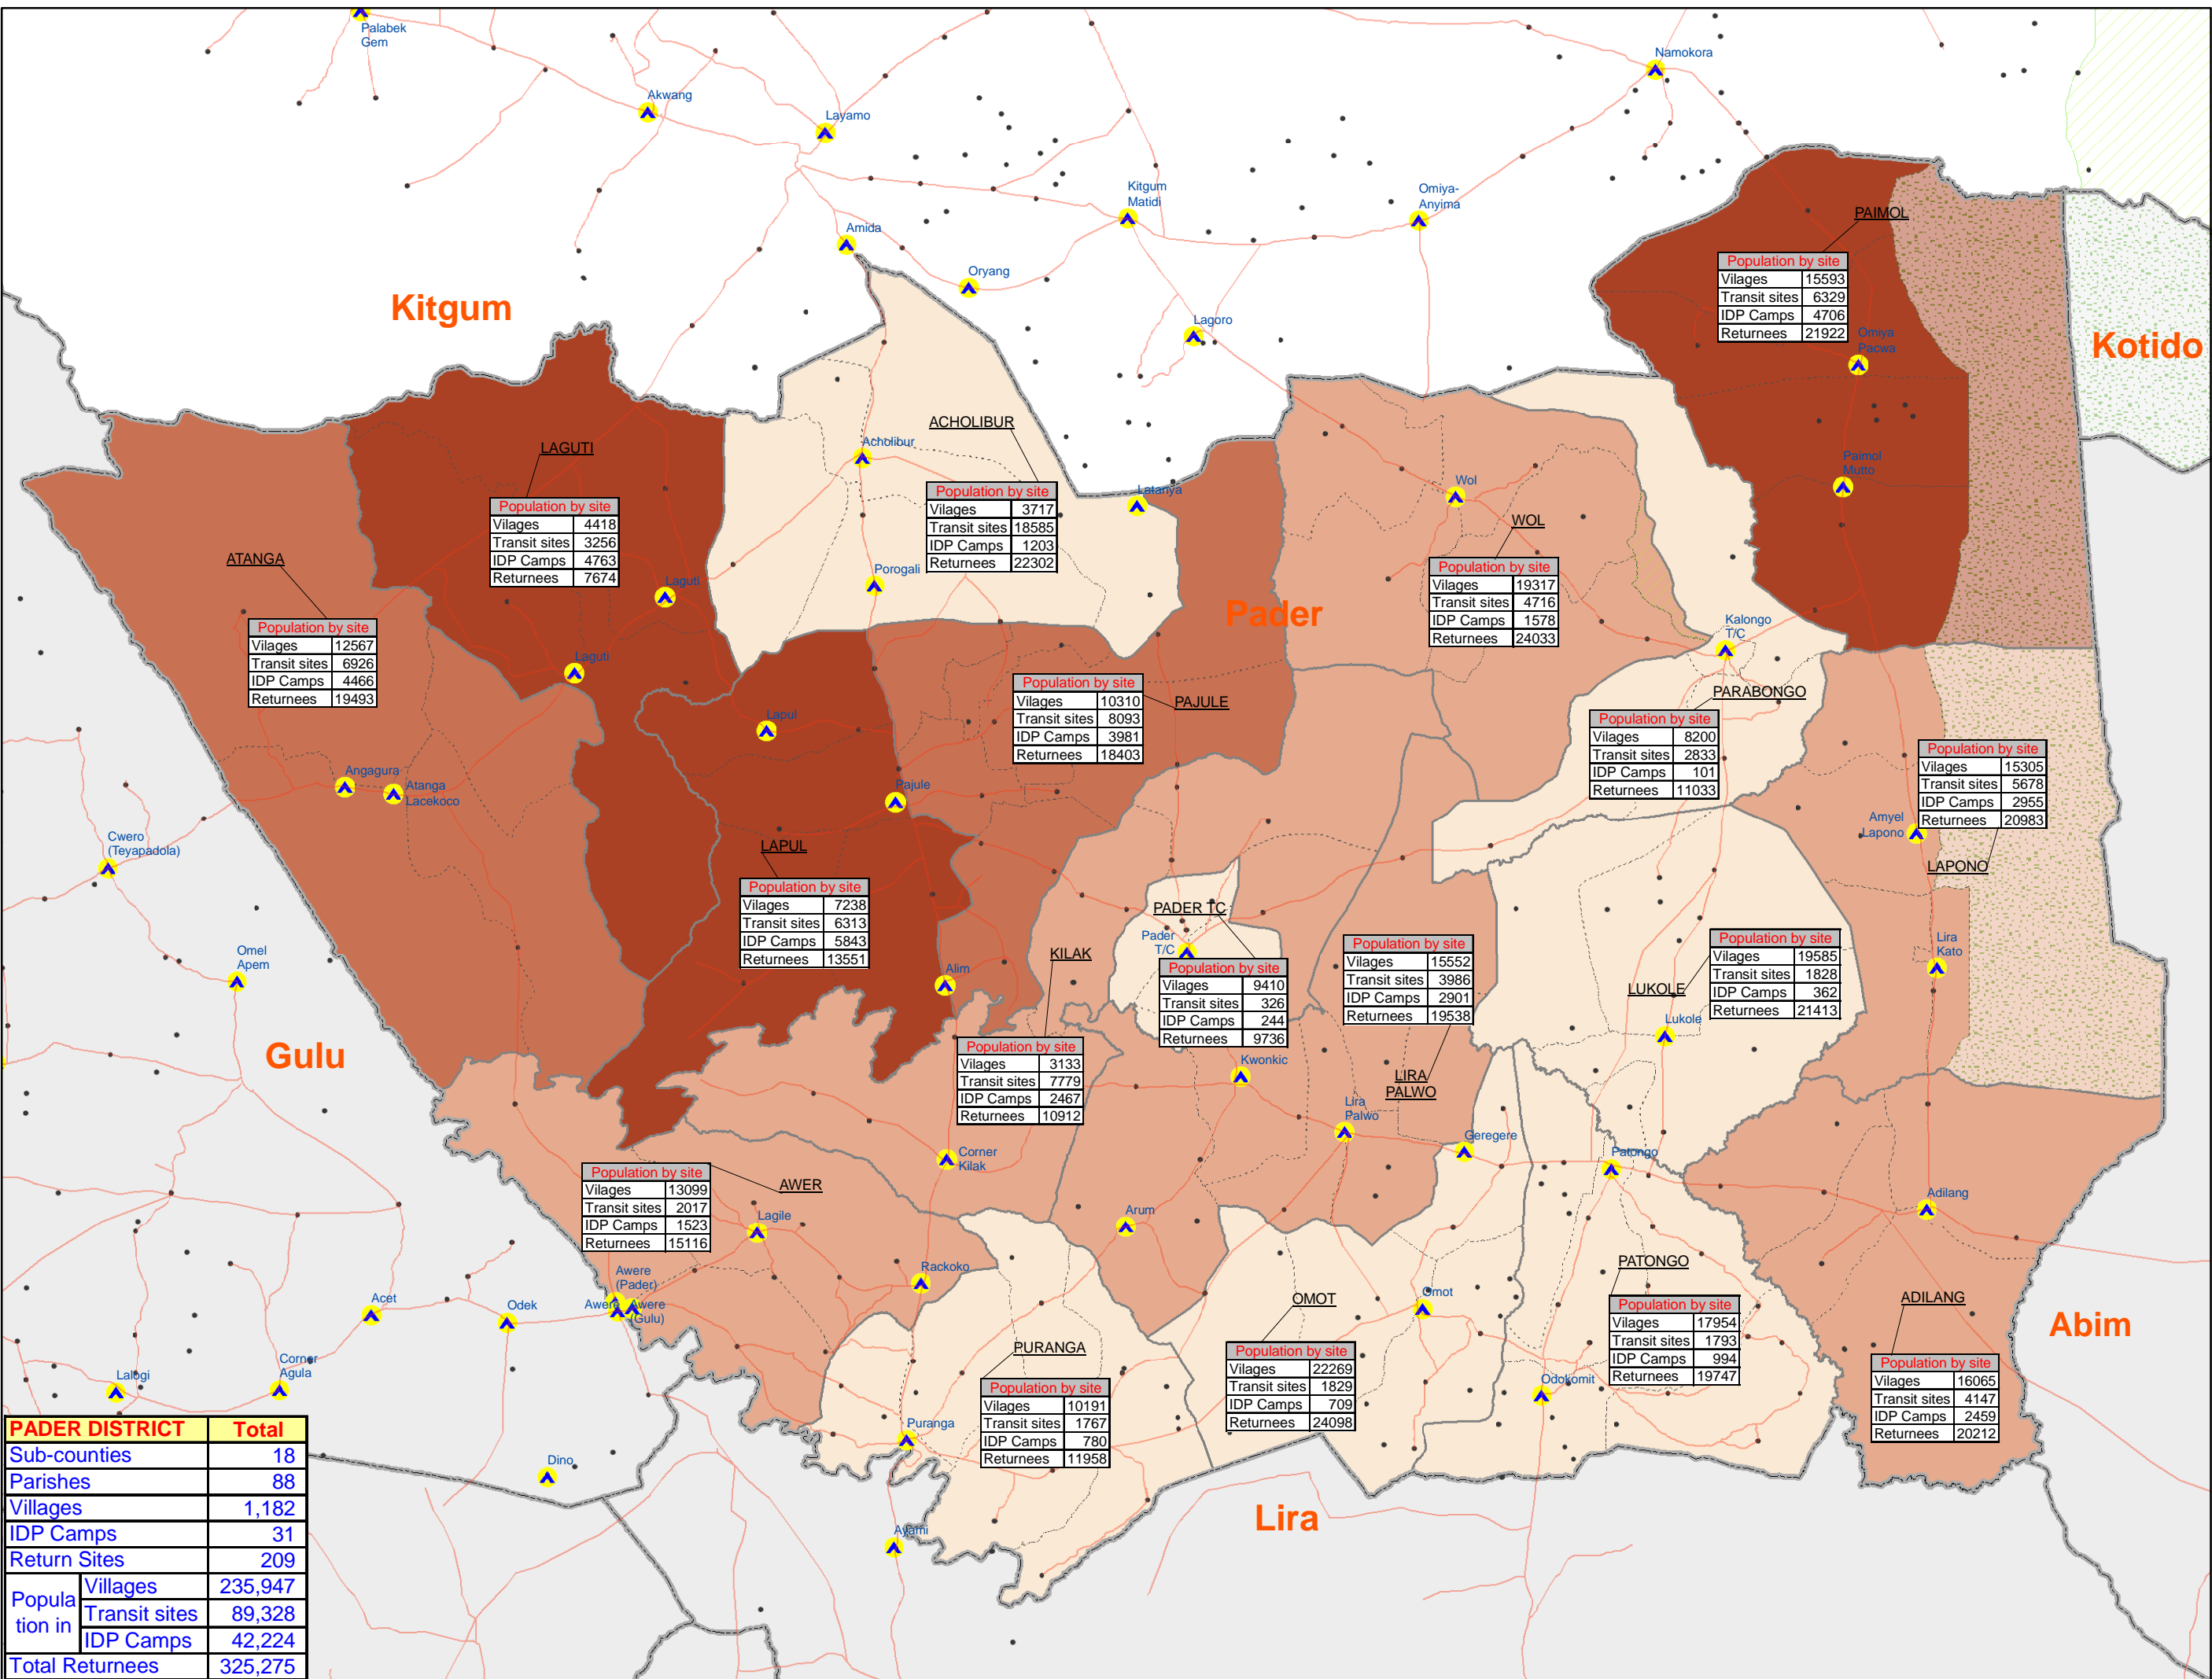 Palabek
Gem
Akwang
Layamo
Namokora
Kitgum
Matidi
Omiya-
Anyima
Amida
Oryang
Lagoro
Kitgum
Kotido
PAIMOL
Population by site
Vilages 15593
Transit sites 6329
IDP Camps 4706
Returnees 21922
Omiya
Pacwa
Paimol
Mutto
LAGUTI
Population by site
Vilages 4418
Transit sites 3256
IDP Camps 4763
Returnees 7674
Laguti
Laguti
ACHOLIBUR
Acholibur
Population by site
Vilages 3717
Transit sites 18585
IDP Camps 1203
Returnees 22302
Latanya
Porogali
Pader
Wol
WOL
Population by site
Vilages 19317
Transit sites 4716
IDP Camps 1578
Returnees 24033
Kalongo
T/C
ATANGA
Population by site
Vilages 12567
Transit sites 6926
IDP Camps 4466
Returnees 19493
Angagura
Atanga
Lacekoco
Cwero
(Teyapadola)
Omel
Apem
Gulu
Lapul
Pajule
PAJULE
Population by site
Vilages 10310
Transit sites 8093
IDP Camps 3981
Returnees 18403
PARABONGO
Population by site
Vilages 8200
Transit sites 2833
IDP Camps 101
Returnees 11033
Population by site
Vilages 15305
Transit sites 5678
IDP Camps 2955
Returnees 20983
Amyel
Lapono
LAPONO
LAPUL
Population by site
Vilages 7238
Transit sites 6313
IDP Camps 5843
Returnees 13551
Alim
PADER TC
Pader
T/C
Population by site
Vilages 9410
Transit sites 326
IDP Camps 244
Returnees 9736
KILAK
Population by site
Vilages 3133
Transit sites 7779
IDP Camps 2467
Returnees 10912
Population by site
Vilages 15552
Transit sites 3986
IDP Camps 2901
Returnees 19538
LIRA
PALWO
LUKOLE
Population by site
Vilages 19585
Transit sites 1828
IDP Camps 362
Returnees 21413
Lukole
Lira
Kato
Kwonkic
Lira
Palwo
Geregere
Patongo
Corner
Kilak
Arum
Adilang
AWER
Population by site
Vilages 13099
Transit sites 2017
IDP Camps 1523
Returnees 15116
Lagile
Rackoko
Awere
(Pader)
Awere
Awere
(Gulu)
Acet
Odek
Corner
Agula
Lalogi
Dino
PURANGA
Population by site
Vilages 10191
Transit sites 1767
IDP Camps 780
Returnees 11958
Puranga
Ayami
OMOT
Omot
Population by site
Vilages 22269
Transit sites 1829
IDP Camps 709
Returnees 24098
PATONGO
Population by site
Vilages 17954
Transit sites 1793
IDP Camps 994
Returnees 19747
Odokomit
ADILANG
Population by site
Vilages 16065
Transit sites 4147
IDP Camps 2459
Returnees 20212
Abim
Lira
PADER DISTRICT Total
Sub-counties 18
Parishes 88
Villages 1,182
IDP Camps 31
Return Sites 209
Popula
tion in
Villages 235,947
Transit sites 89,328
IDP Camps 42,224
Total Returnees 325,275